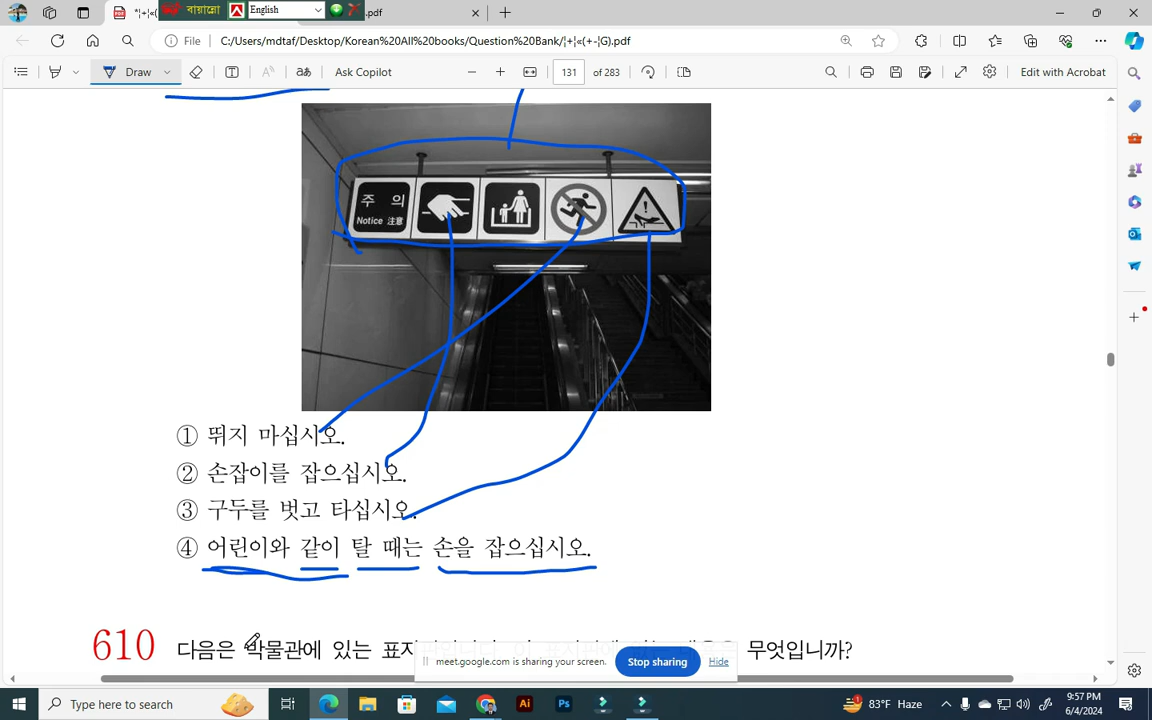 বায়ান্নো
English
.pdf
File
C:/Users/mdtaf/Desktop/Korean%20All%20books/Question%20Bank/¦+¦«(+-¦G).pdf
Draw
Ask Copilot
131 of 283
Edit with Acrobat
주 의
Notice 注意
① 뛰지 마십시오.
② 손잡이를 잡으십시오.
③ 구두를 벗고 타십시오.
④ 어린이와 같이 탈 때는 손을 잡으십시오.
610 다음은 박물관에 있는 무엇입니까?
meet.google.com is sharing your screen. Stop sharing Hide
Type here to search
83°F Haze
9:57 PM
6/4/2024